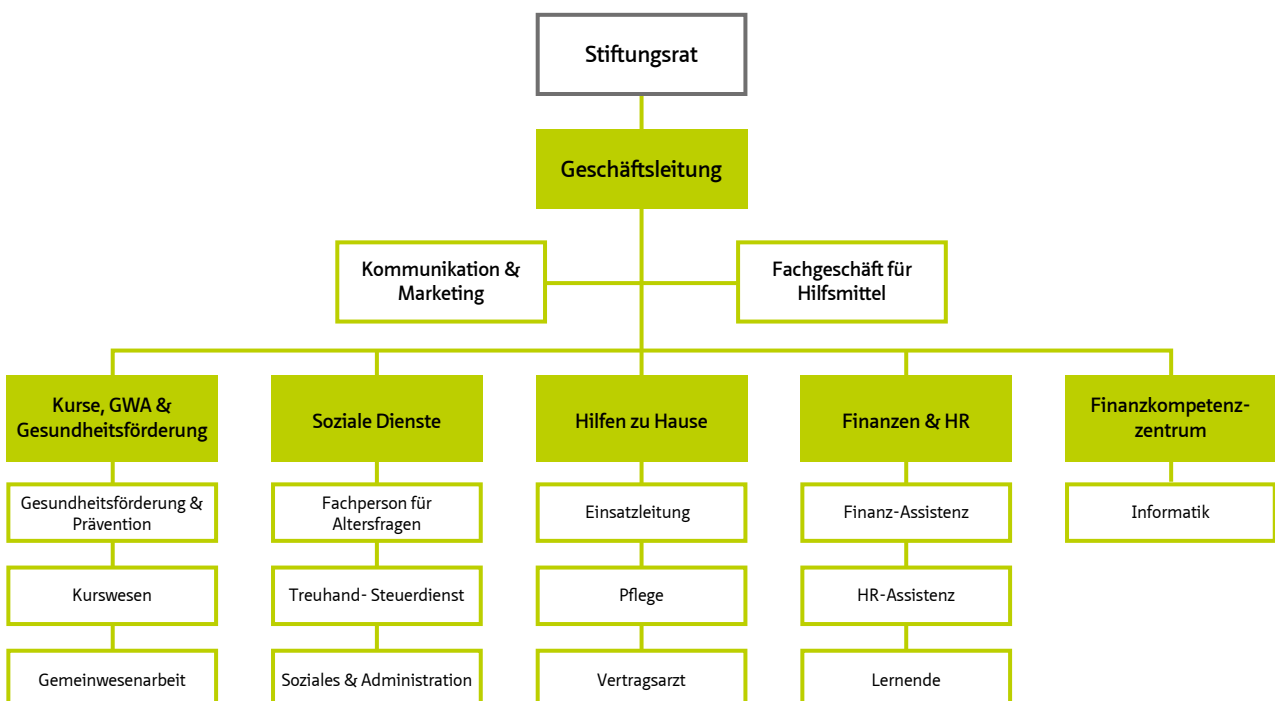 Stiftungsrat
Geschäftsleitung
Kommunikation &
Marketing
Fachgeschäft für
Hilfsmittel
Kurse, GWA &
Gesundheitsförderung
Soziale Dienste
Hilfen zu Hause
Finanzen & HR
Finanzkompetenz-
zentrum
Gesundheitsförderung &
Prävention
Fachperson für
Altersfragen
Einsatzleitung
Finanz-Assistenz
Informatik
Kurswesen
Treuhand- Steuerdienst
Pflege
HR-Assistenz
Gemeinwesenarbeit
Soziales & Administration
Vertragsarzt
Lernende